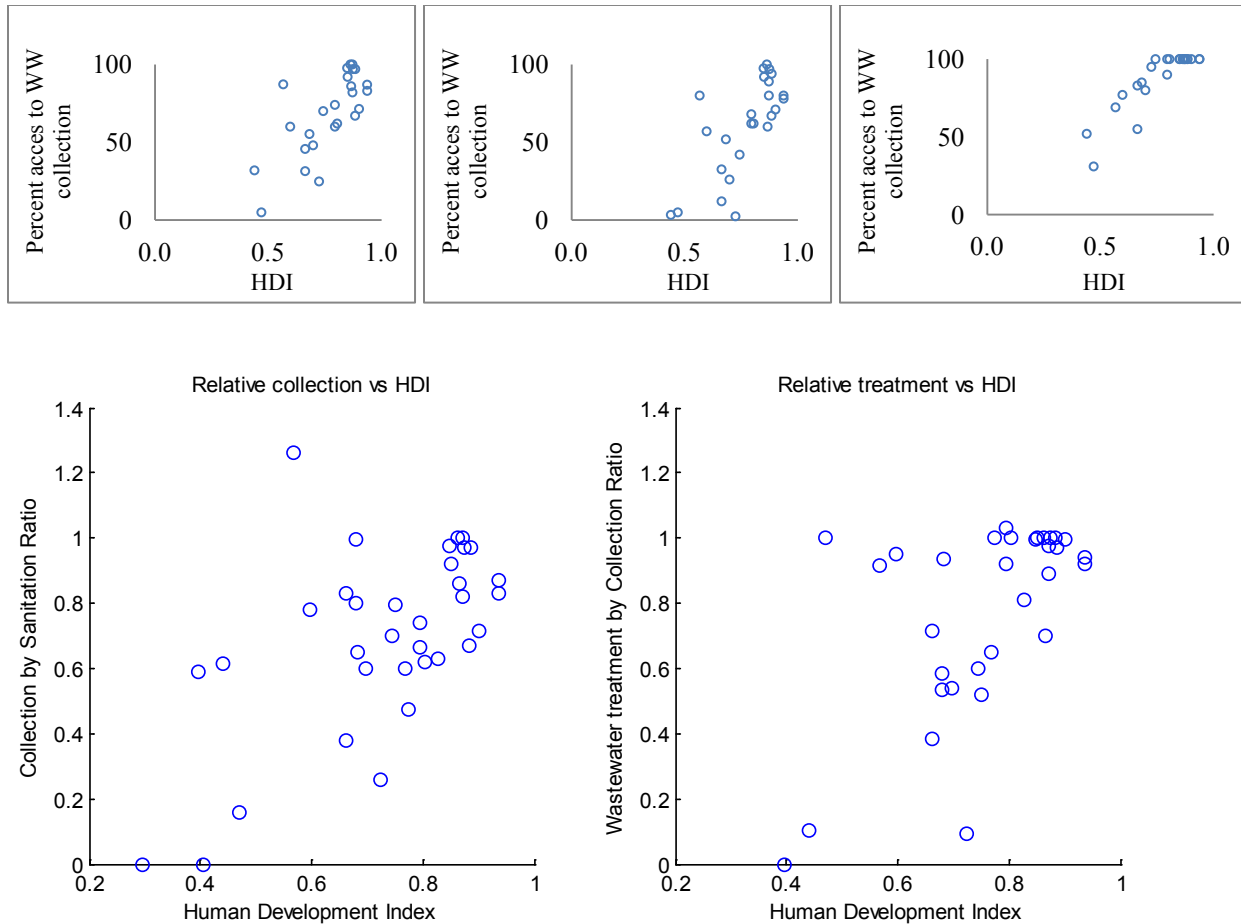 Percent acces to WW
collection
100
50
0
0.0
0.5
1.0
HDI
Percent acces to WW
collection
100
50
0
0.0
0.5
1.0
HDI
Percent acces to WW
collection
100
50
0
0.0
0.5
1.0
HDI
Relative collection vs HDI
Collection by Sanitation Ratio
1.4
1.2
1
0.8
0.6
0.4
0.2
0
0.2
0.4
0.6
0.8
1
Human Development Index
Relative treatment vs HDI
Wastewater treatment by Collection Ratio
1.4
1.2
1
0.8
0.6
0.4
0.2
0
0.2
0.4
0.6
0.8
1
Human Development Index